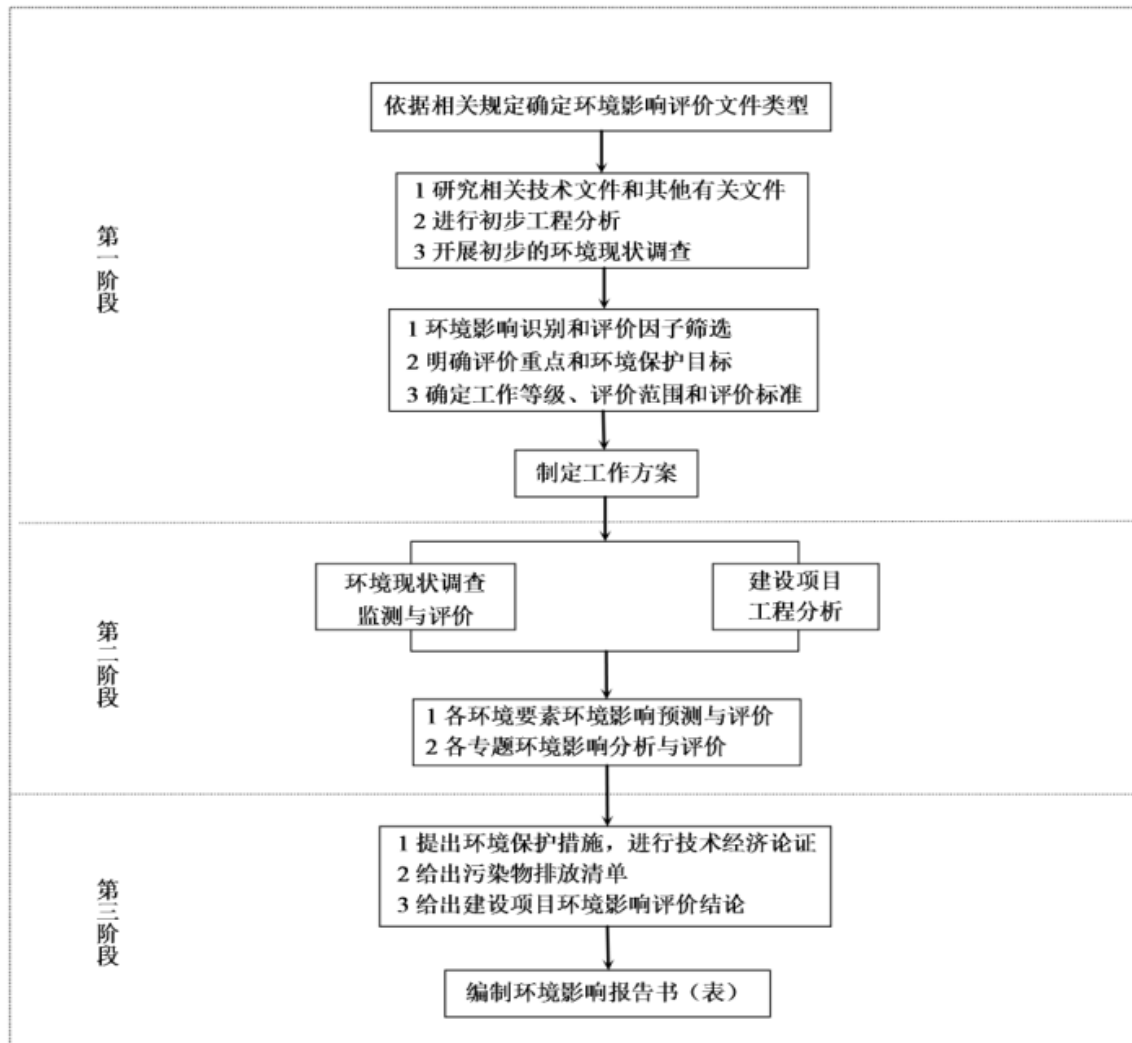 第一阶段
依据相关规定确定环境影响评价文件类型
1 研究相关技术文件和其他有关文件
2 进行初步工程分析
3 开展初步的环境现状调查
1 环境影响识别和评价因子筛选
2 明确评价重点和环境保护目标
3 确定工作等级、评价范围和评价标准
制定工作方案
第二阶段
环境现状调查
监测与评价
建设项目
工程分析
1 各环境要素环境影响预测与评价
2 各专题环境影响分析与评价
第三阶段
1 提出环境保护措施，进行技术经济论证
2 给出污染物排放清单
3 给出建设项目环境影响评价结论
编制环境影响报告书（表）